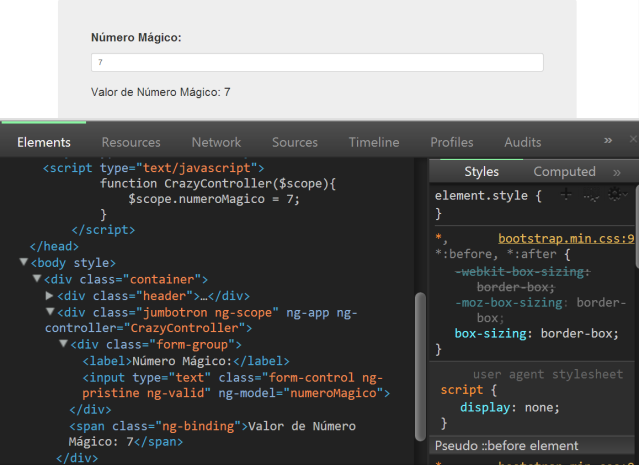 Número Mágico:
7
Valor de Número Mágico: 7
Elements Resources Network Sources Timeline Profiles Audits »
<script type="text/javascript">
function CrazyController($scope){
$scope.numeroMagico = 7;
}
</script>
</head>
<body style>
<div class="container">
<div class="header">…</div>
<div class="jumbotron ng-scope" ng-app ng-
controller="CrazyController">
<div class="form-group">
<label>Número Mágico:</label>
<input type="text" class="form-control ng-
pristine ng-valid" ng-model="numeroMagico">
</div>
<span class="ng-binding">Valor de Número
Mágico: 7</span>
</div>
Styles Computed »
element.style {
}
*, bootstrap.min.css:9
*:before, *:after {
-webkit-box-sizing:
border-box;
-moz-box-sizing: border-
box;
box-sizing: border-box;
}
user agent stylesheet
script {
display: none;
}
Pseudo ::before element
*, bootstrap.min.css:9